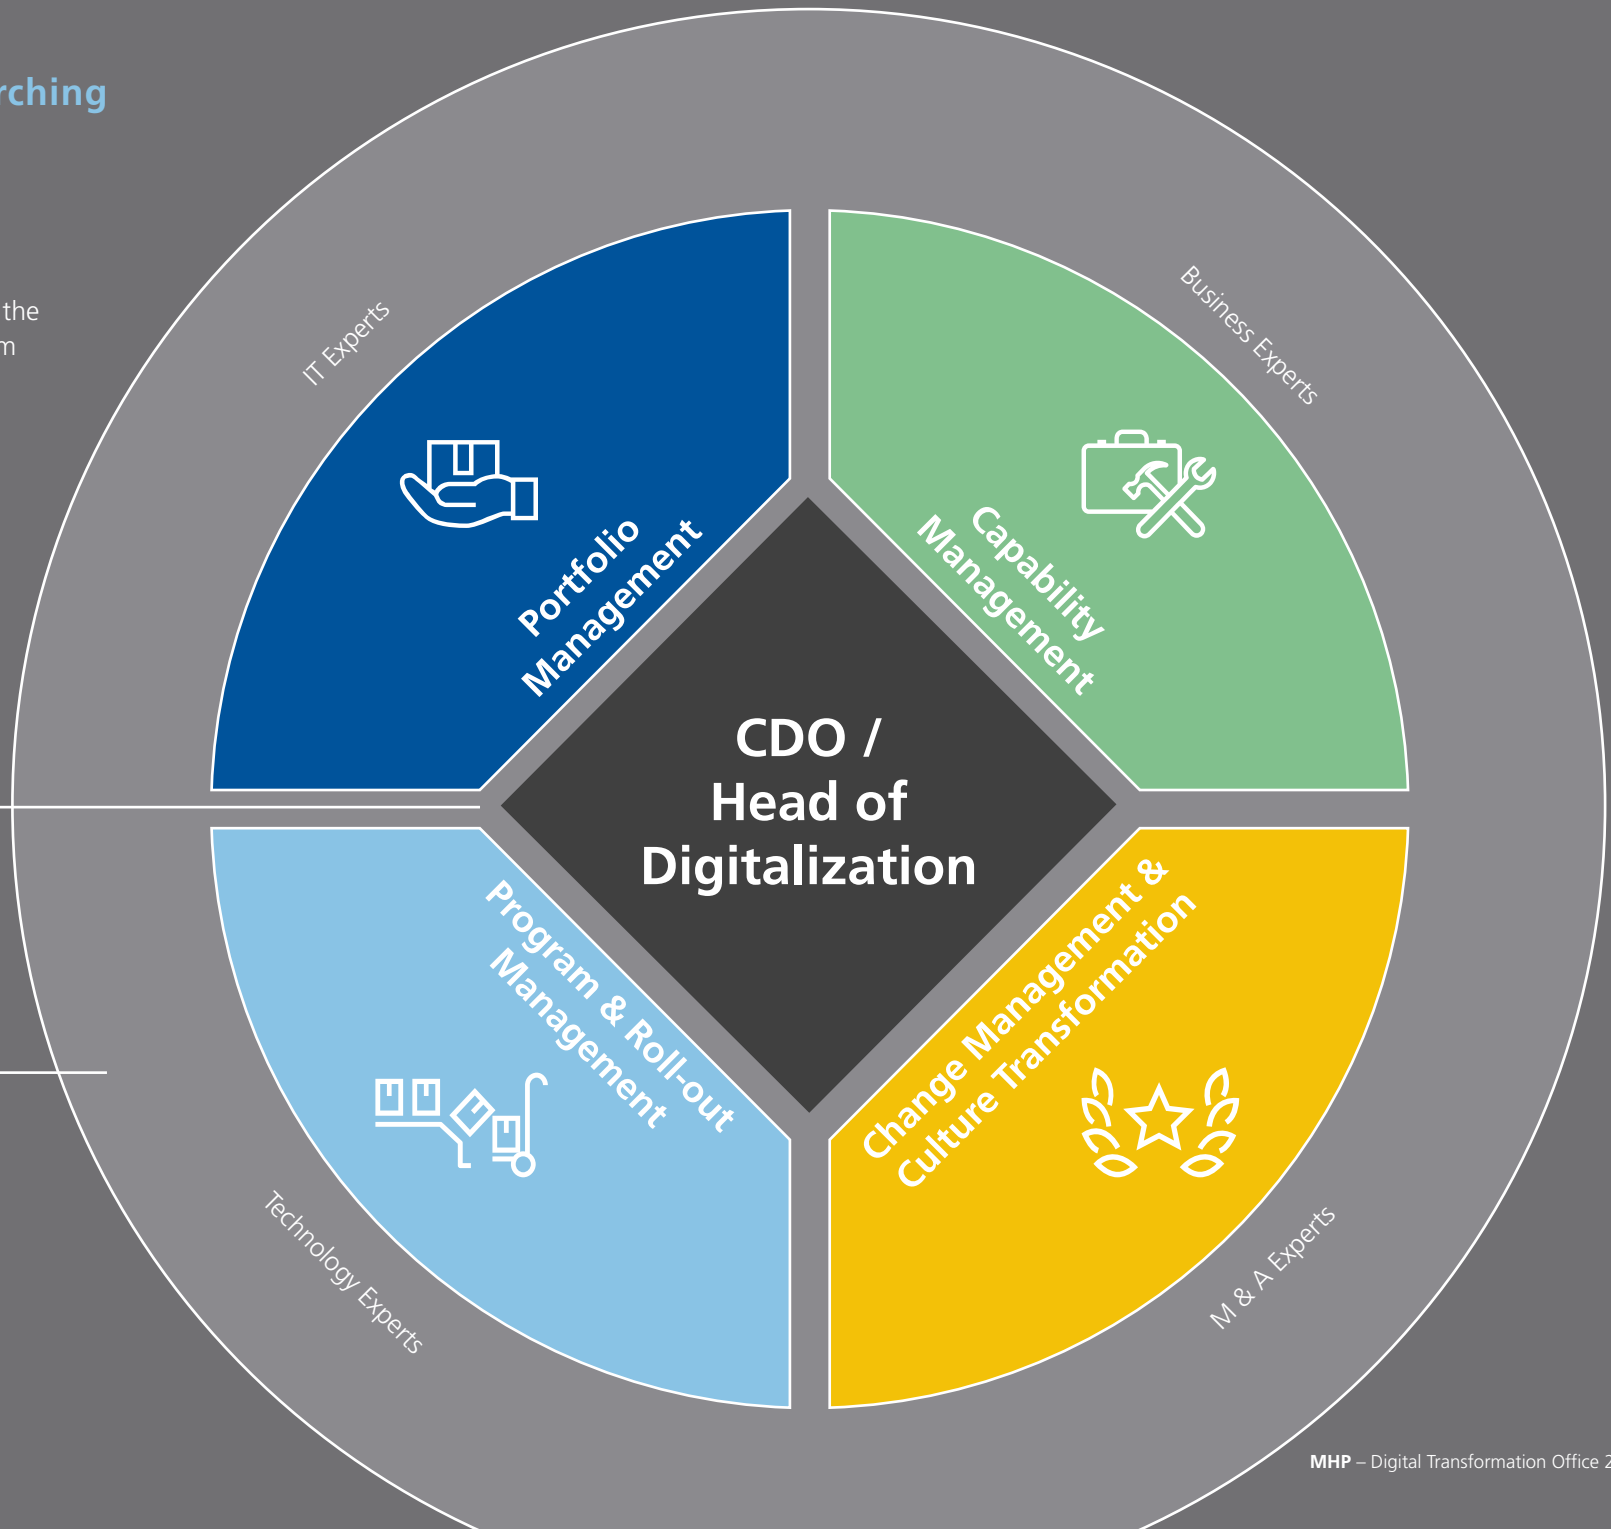 the
IT Experts
Business Experts
Portfolio
Management
Capability
Management
CDO /
Head of
Digitalization
Program & Roll-out
Management
Change Management &
Culture Transformation
Technology Experts
M & A Experts
MHP – Digital Transformation Office